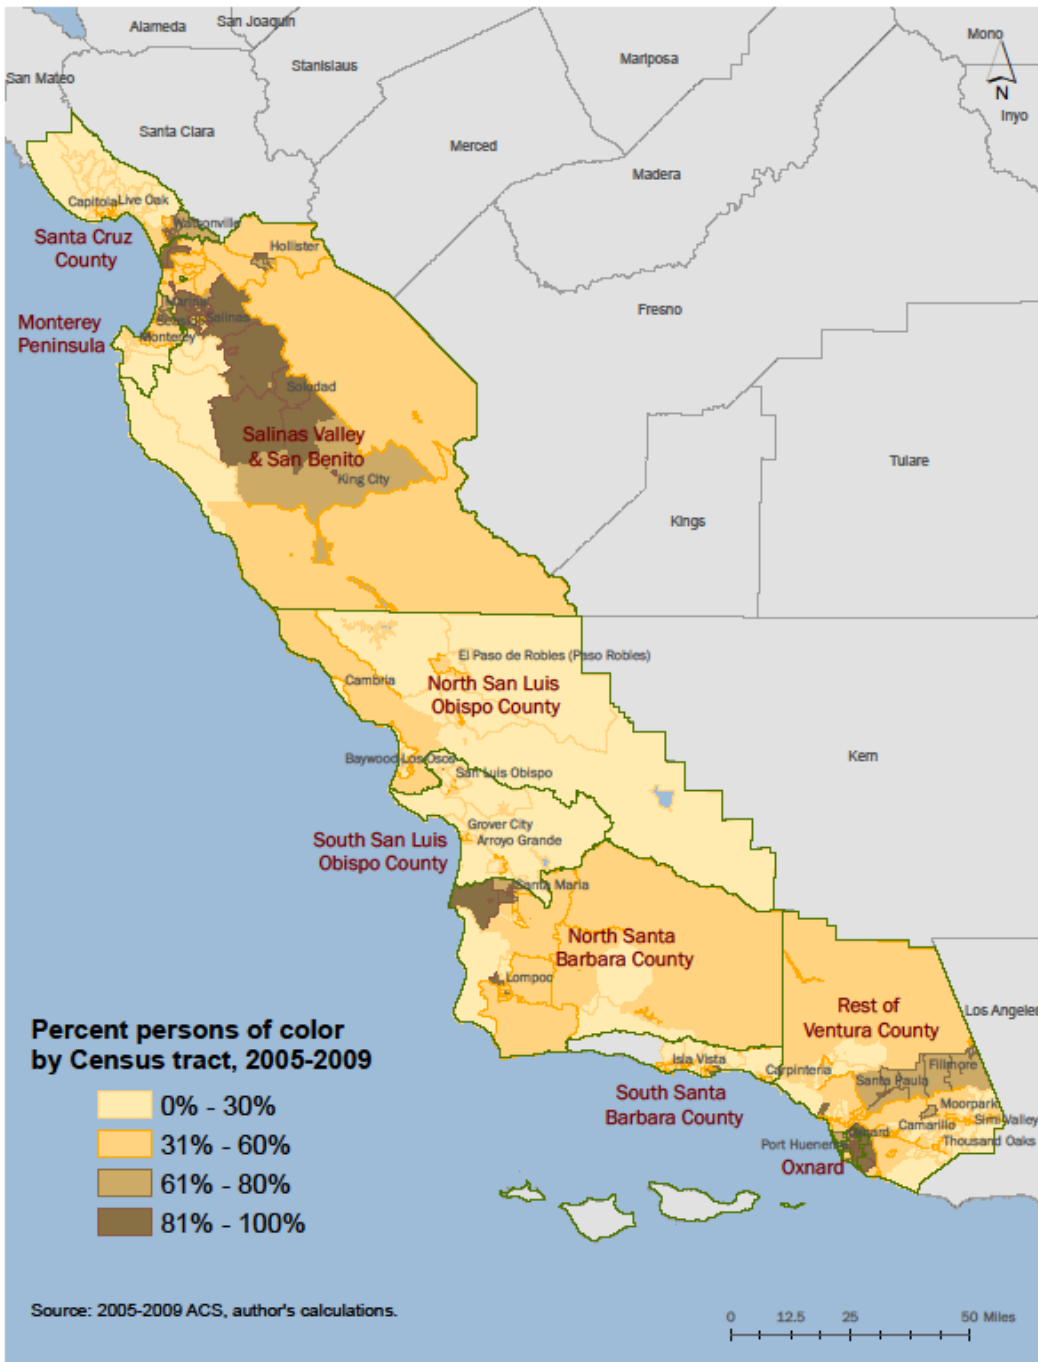 San Joaquin
Alameda
Mono
Stanislaus
Mariposa
San Mateo
N
Inyo
Santa Clara
Merced
Madera
Capitola
Live Oak
Watsonville
Santa Cruz
County
Hollister
Marina
Fresno
Seaside
Salinas
Monterey
Peninsula
Monterey
Soledad
Salinas Valley
& San Benito
Tulare
King City
Kings
El Paso de Robles (Paso Robles)
Cambria
North San Luis
Obispo County
Baywood-Los Osos
Kern
San Luis Obispo
Grover City
South San Luis
Obispo County
Arroyo Grande
Santa Maria
North Santa
Barbara County
Lompoc
Rest of
Ventura County
Los Angeles
Percent persons of color
by Census tract, 2005-2009
0% - 30%
31% - 60%
61% - 80%
81% - 100%
Isla Vista
Carpinteria
Fillmore
Santa Paula
South Santa
Barbara County
Moorpark
Simi Valley
Camarillo
Oxnard
Port Hueneme
Thousand Oaks
Oxnard
Source: 2005-2009 ACS, author's calculations.
0 12.5 25 50 Miles